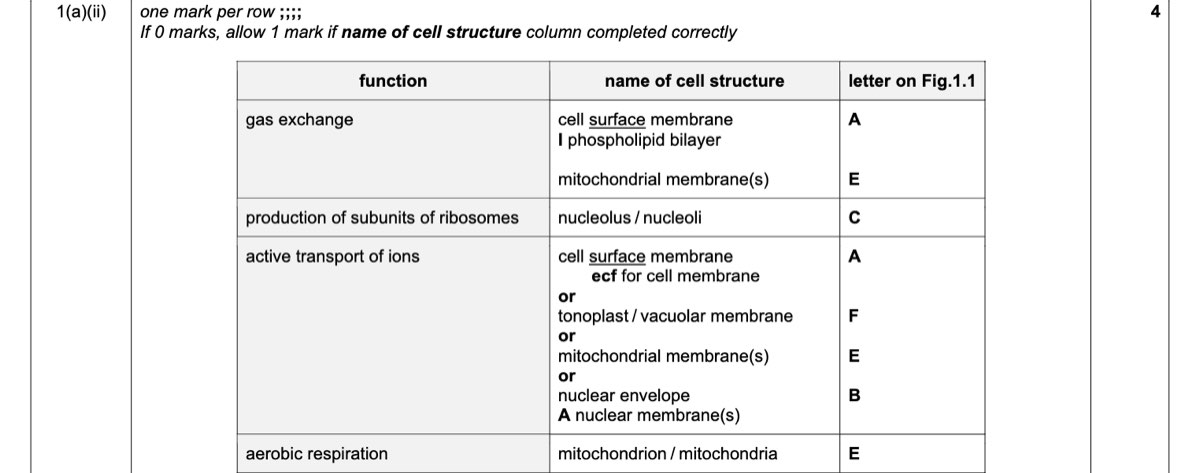 1(a)(ii) one mark per row ;;;; 4
If 0 marks, allow 1 mark if name of cell structure column completed correctly
function name of cell structure letter on Fig.1.1
gas exchange cell surface membrane A
I phospholipid bilayer
mitochondrial membrane(s) E
production of subunits of ribosomes nucleolus / nucleoli C
active transport of ions cell surface membrane A
ecf for cell membrane
or
tonoplast / vacuolar membrane F
or
mitochondrial membrane(s) E
or
nuclear envelope B
A nuclear membrane(s)
aerobic respiration mitochondrion / mitochondria E